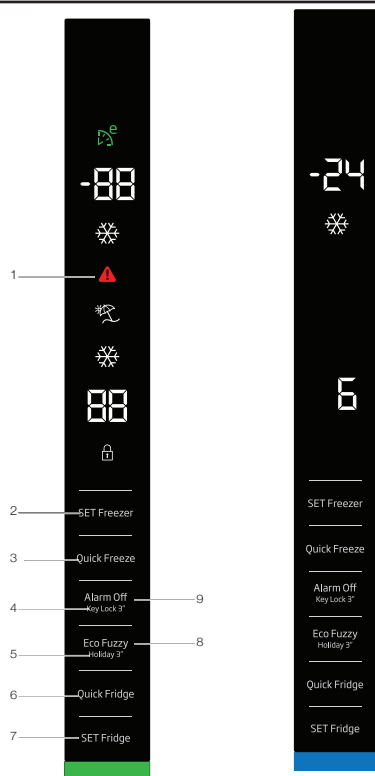 e
-88
1
88
2
SET Freezer
3
Quick Freeze
Alarm Off
9
4
Key Lock 3"
Eco Fuzzy
8
5
Holiday 3"
6
Quick Fridge
7
SET Fridge
-24
6
SET Freezer
Quick Freeze
Alarm Off
Key Lock 3"
Eco Fuzzy
Holiday 3"
Quick Fridge
SET Fridge